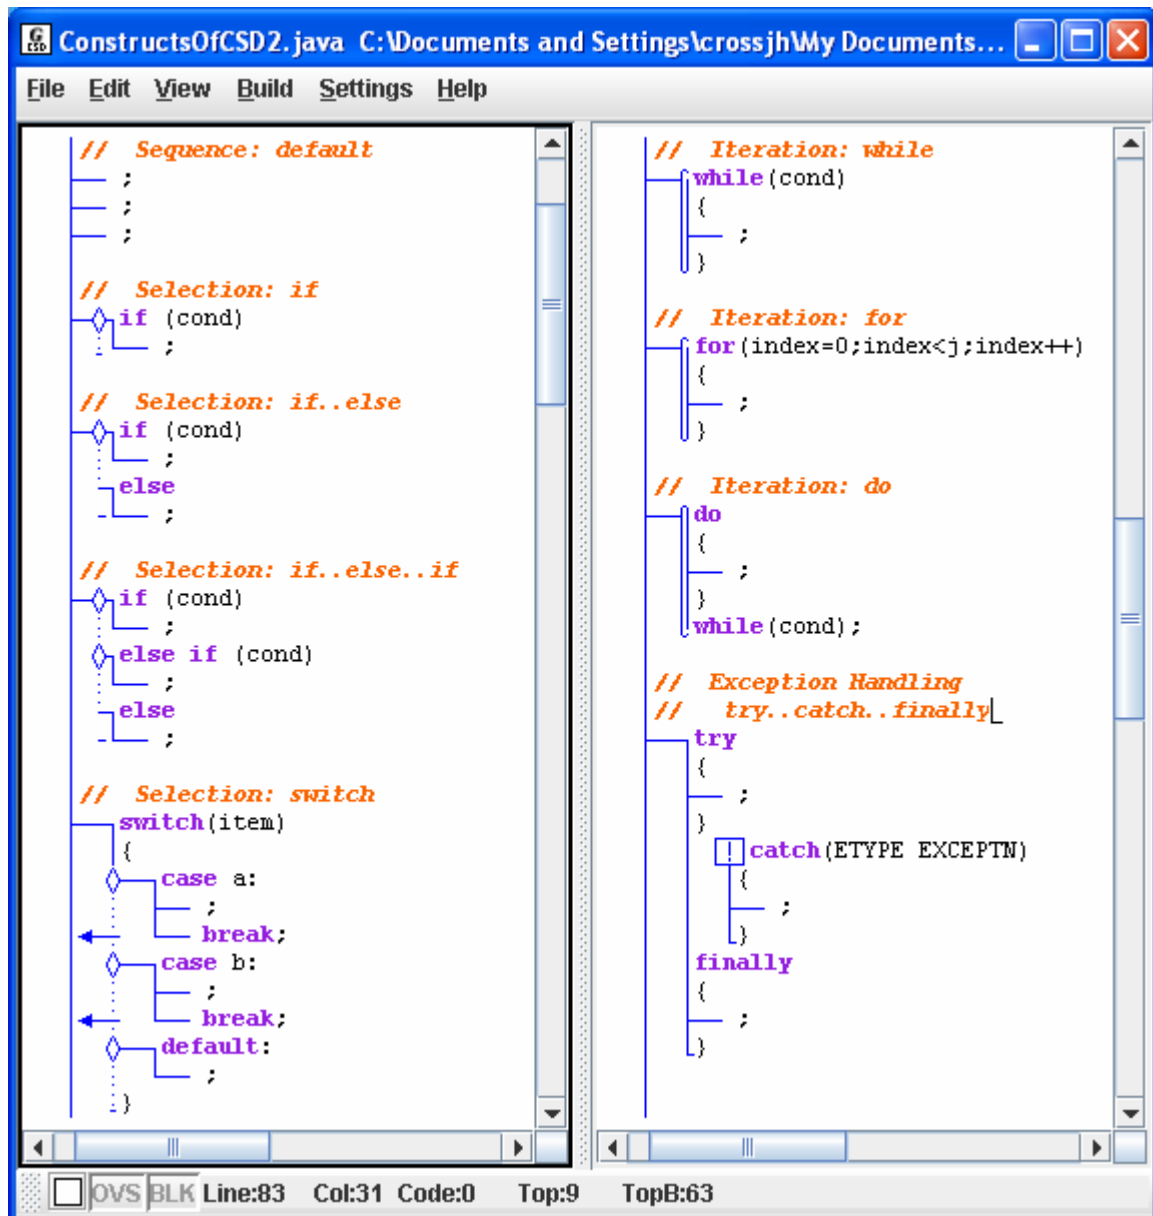 G CSD ConstructsOfCSD2.java C:\Documents and Settings\crossjh\My Documents...
File Edit View Build Settings Help
// Sequence: default
;
;
;
// Selection: if
if (cond)
;
// Selection: if..else
if (cond)
;
else
;
// Selection: if..else..if
if (cond)
;
else if (cond)
;
else
;
// Selection: switch
switch(item)
{
case a:
;
break;
case b:
;
break;
default:
;
}
// Iteration: while
while(cond)
{
;
}
// Iteration: for
for(index=0;index<j;index++)
{
;
}
// Iteration: do
do
{
;
}
while(cond);
// Exception Handling
// try..catch..finally
try
{
;
}
! catch(ETYPE EXCEPTN)
{
;
}
finally
{
;
}
OVS BLK Line:83 Col:31 Code:0 Top:9 TopB:63